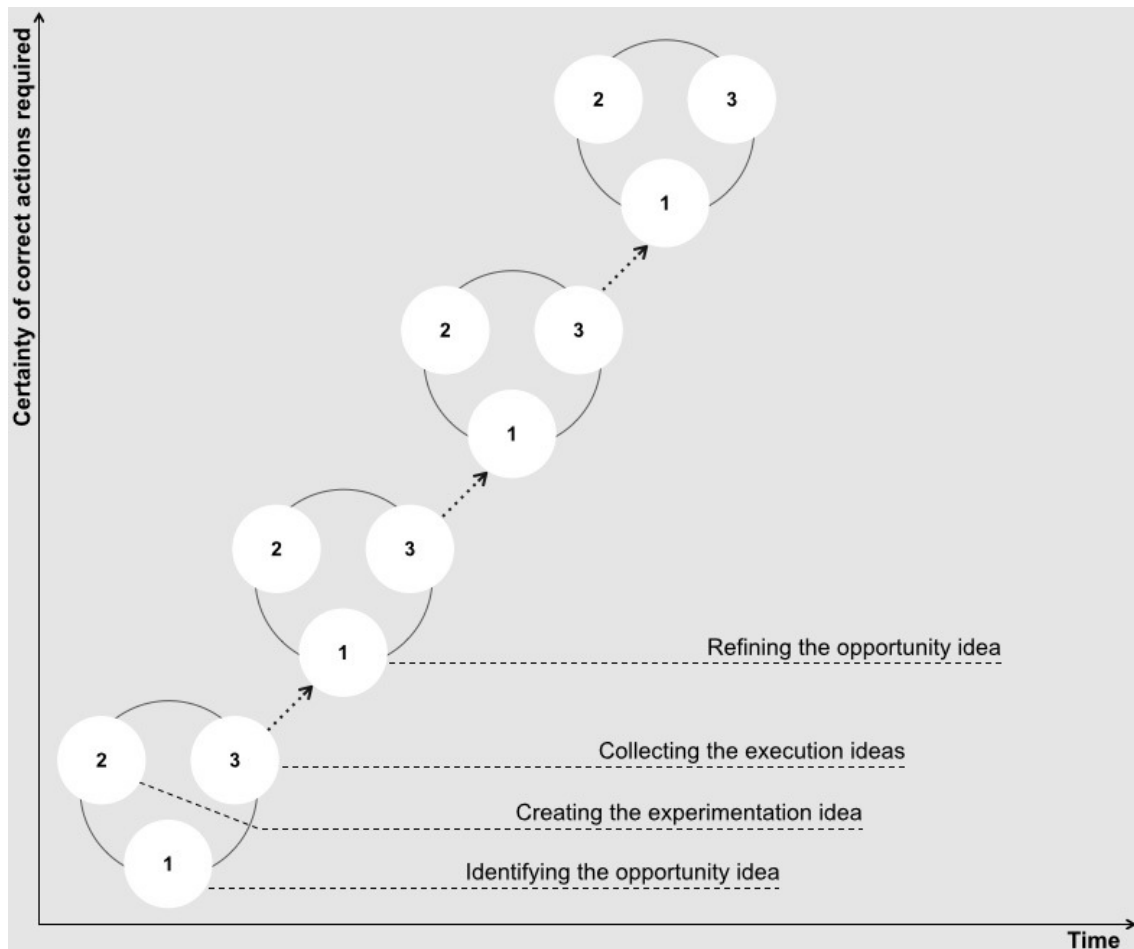 Certainty of correct actions required
2
3
1
2
3
1
2
3
1
Refining the opportunity idea
2
3
Collecting the execution ideas
Creating the experimentation idea
1
Identifying the opportunity idea
Time